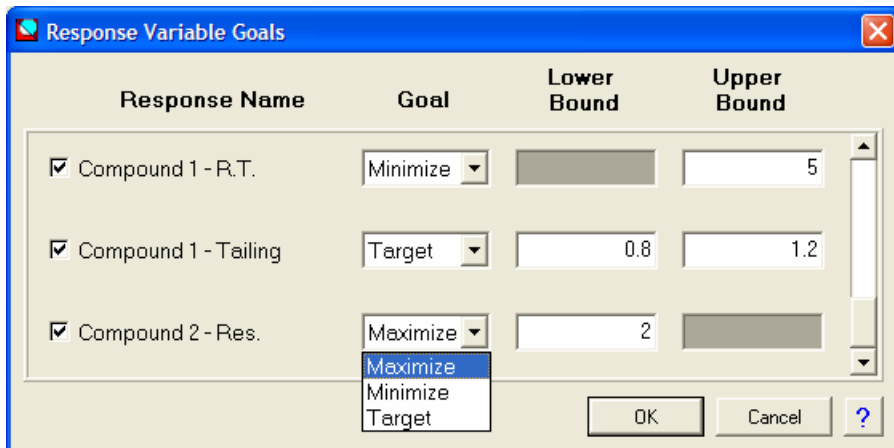 Response Variable Goals
Response Name Goal Lower Bound Upper Bound
Compound 1 - R.T. Minimize 5
Compound 1 - Tailing Target 0.8 1.2
Compound 2 - Res. Maximize 2
Maximize
Minimize
Target
OK Cancel ?